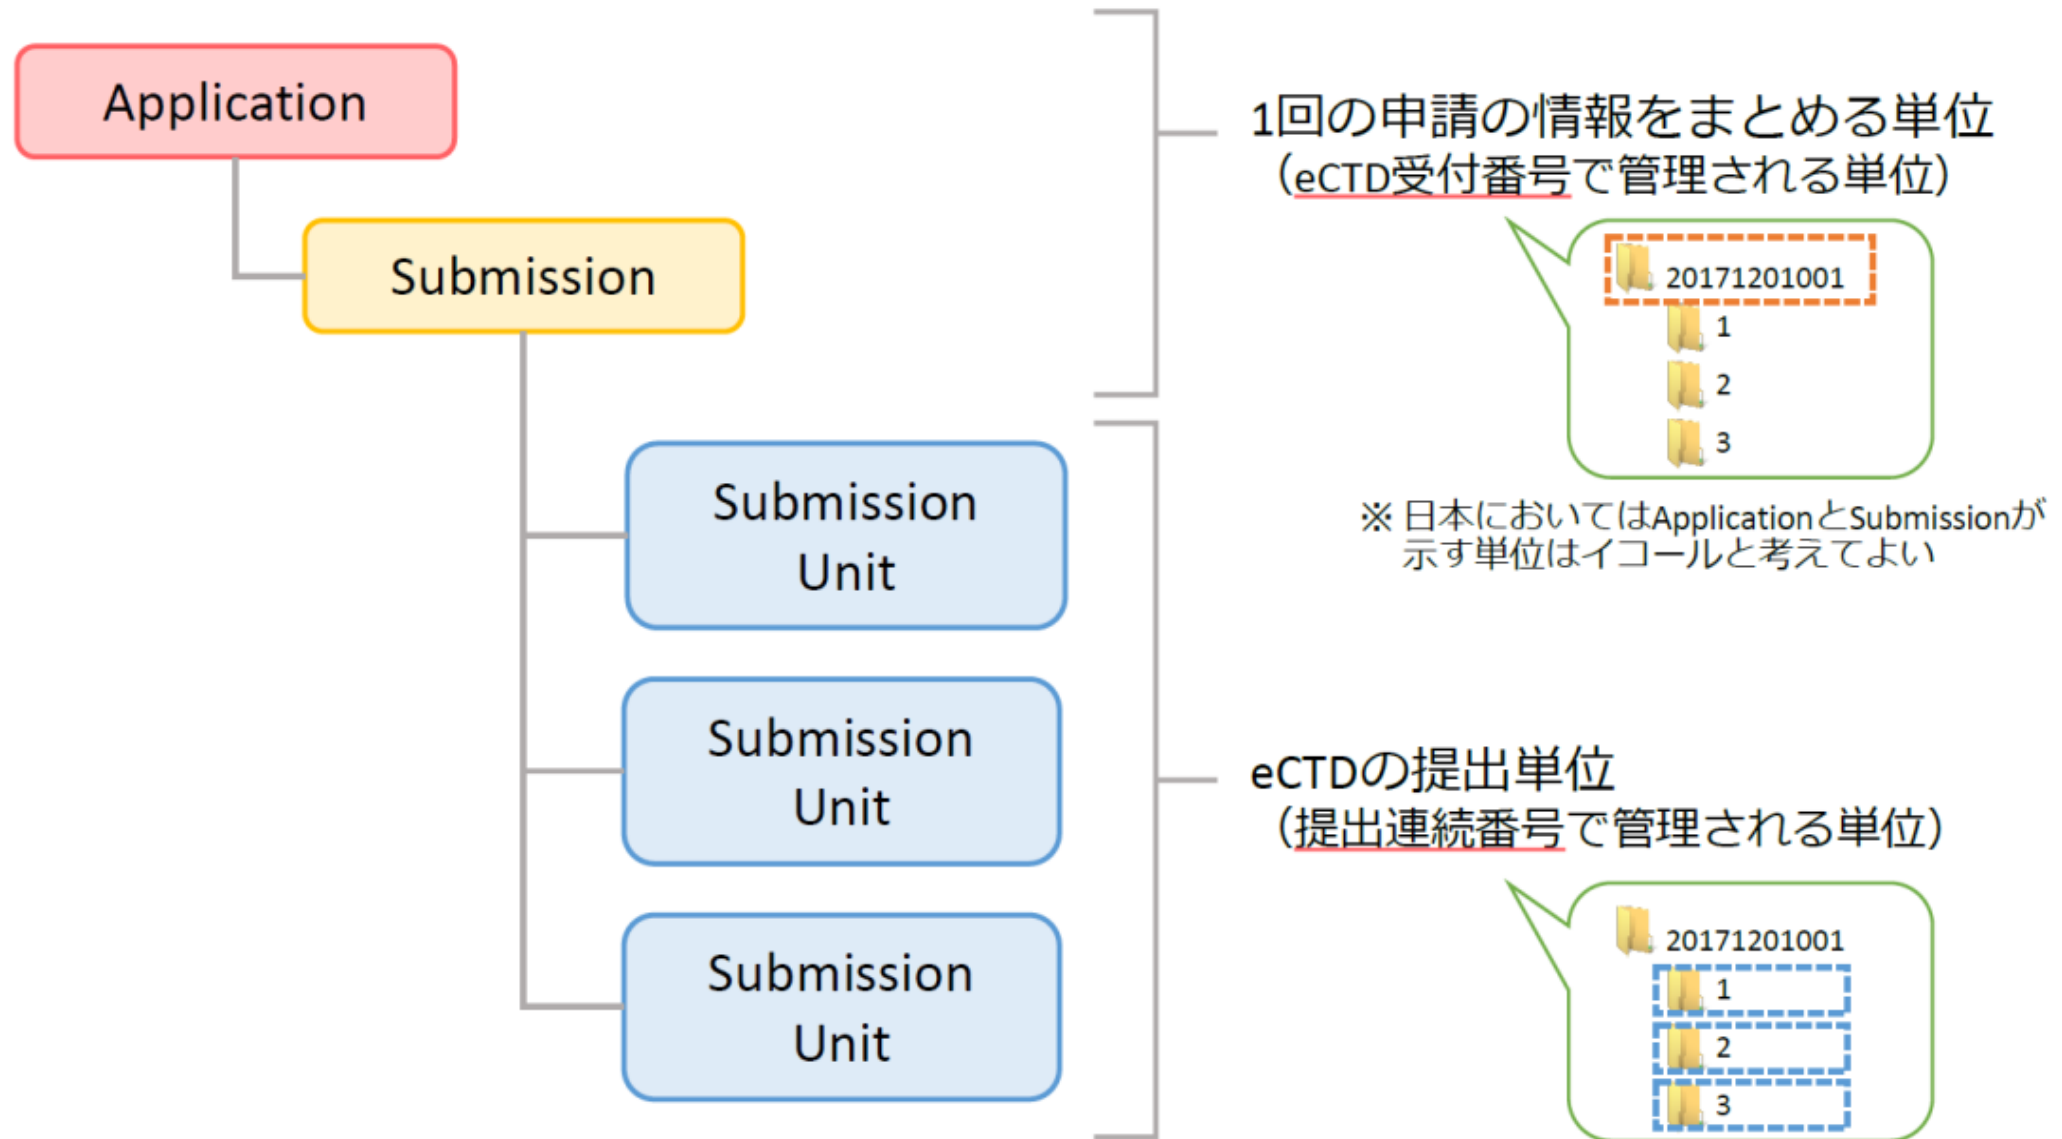 Application
Submission
Submission
Unit
Submission
Unit
Submission
Unit
1回の申請の情報をまとめる単位
（eCTD受付番号で管理される単位）
20171201001
1
2
3
※ 日本においてはApplicationとSubmissionが
示す単位はイコールと考えてよい
eCTDの提出単位
（提出連続番号で管理される単位）
20171201001
1
2
3